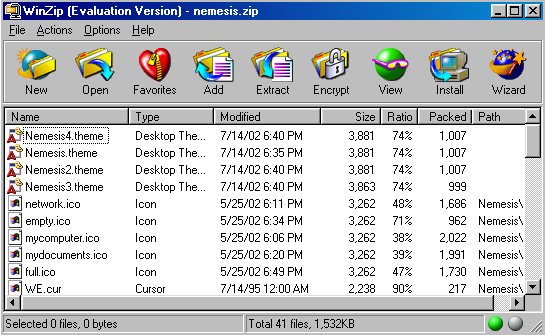 WinZip (Evaluation Version) - nemesis.zip
File Actions Options Help
New Open Favorites Add Extract Encrypt View Install Wizard
Name Type Modified Size Ratio Packed Path
Nemesis4.theme Desktop The... 7/14/02 6:40 PM 3,881 74% 1,007
Nemesis.theme Desktop The... 7/14/02 6:35 PM 3,881 74% 1,007
Nemesis2.theme Desktop The... 7/14/02 6:40 PM 3,881 74% 1,007
Nemesis3.theme Desktop The... 7/14/02 6:40 PM 3,863 74% 999
network.ico Icon 5/25/02 6:11 PM 3,262 48% 1,686 Nemesis\
empty.ico Icon 5/25/02 6:34 PM 3,262 71% 962 Nemesis\
mycomputer.ico Icon 5/25/02 6:06 PM 3,262 38% 2,022 Nemesis\
mydocuments.ico Icon 5/25/02 6:20 PM 3,262 39% 1,991 Nemesis\
full.ico Icon 5/25/02 6:39 PM 3,262 47% 1,730 Nemesis\
WE.cur Cursor 7/14/95 12:00 AM 2,238 90% 217 Nemesis\
Selected 0 files, 0 bytes Total 41 files, 1,532KB